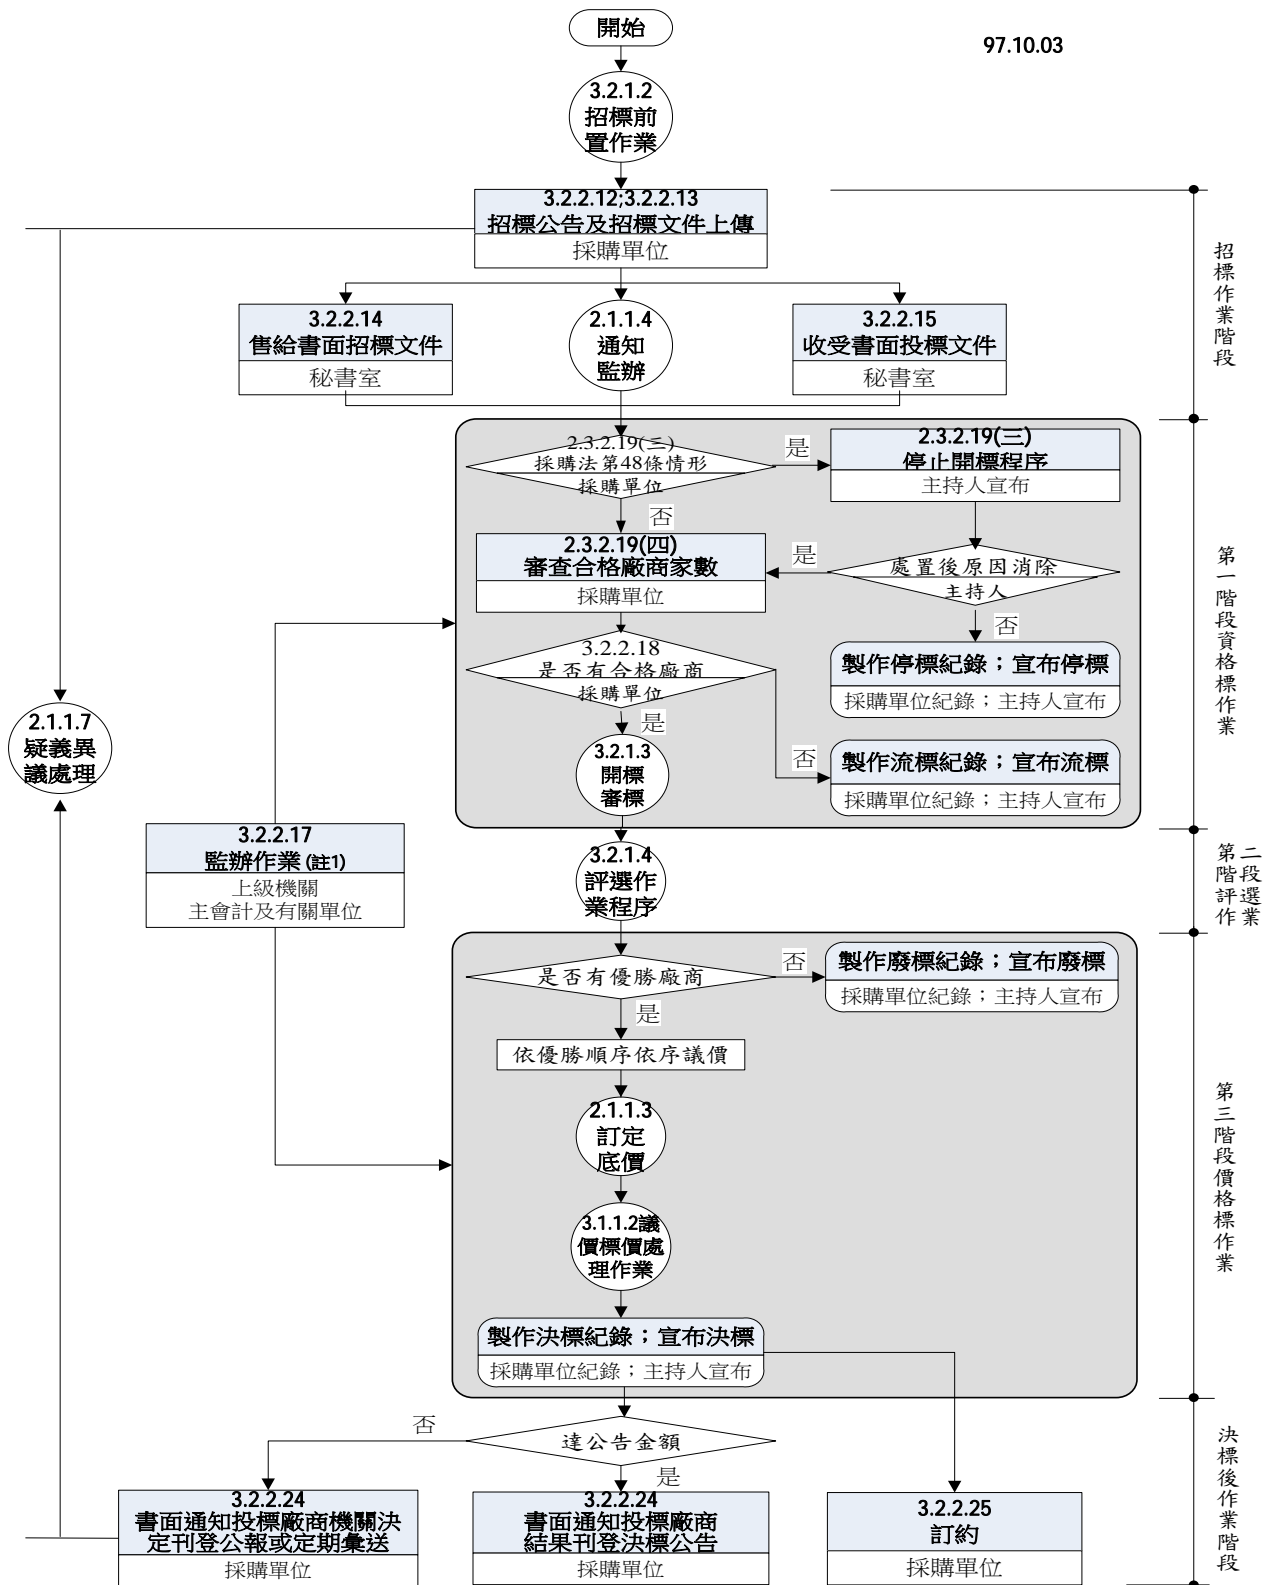 開始
97.10.03
3.2.1.2
招標前
置作業
3.2.2.12;3.2.2.13
招標公告及招標文件上傳
採購單位
招標作業階段
3.2.2.14
售給書面招標文件
秘書室
2.1.1.4
通知
監辦
3.2.2.15
收受書面投標文件
秘書室
2.3.2.19(三)
採購法第48條情形
採購單位
是
2.3.2.19(三)
停止開標程序
主持人宣布
否
2.3.2.19(四)
審查合格廠商家數
採購單位
是
處置後原因消除
主持人
否
第一階段資格標作業
3.2.2.18
是否有合格廠商
採購單位
製作停標紀錄；宣布停標
採購單位紀錄；主持人宣布
是
2.1.1.7
疑義異
議處理
3.2.1.3
開標
審標
否
製作流標紀錄；宣布流標
採購單位紀錄；主持人宣布
3.2.2.17
監辦作業(註1)
上級機關
主會計及有關單位
3.2.1.4
評選作
業程序
第二
階段
評選
作業
是否有優勝廠商
否
製作廢標紀錄；宣布廢標
採購單位紀錄；主持人宣布
是
依優勝順序依序議價
2.1.1.3
訂定
底價
第三階段價格標作業
3.1.1.2議
價標價處
理作業
製作決標紀錄；宣布決標
採購單位紀錄；主持人宣布
否
達公告金額
是
決標後作業階段
3.2.2.24
書面通知投標廠商機關決
定刊登公報或定期彙送
採購單位
3.2.2.24
書面通知投標廠商
結果刊登決標公告
採購單位
3.2.2.25
訂約
採購單位